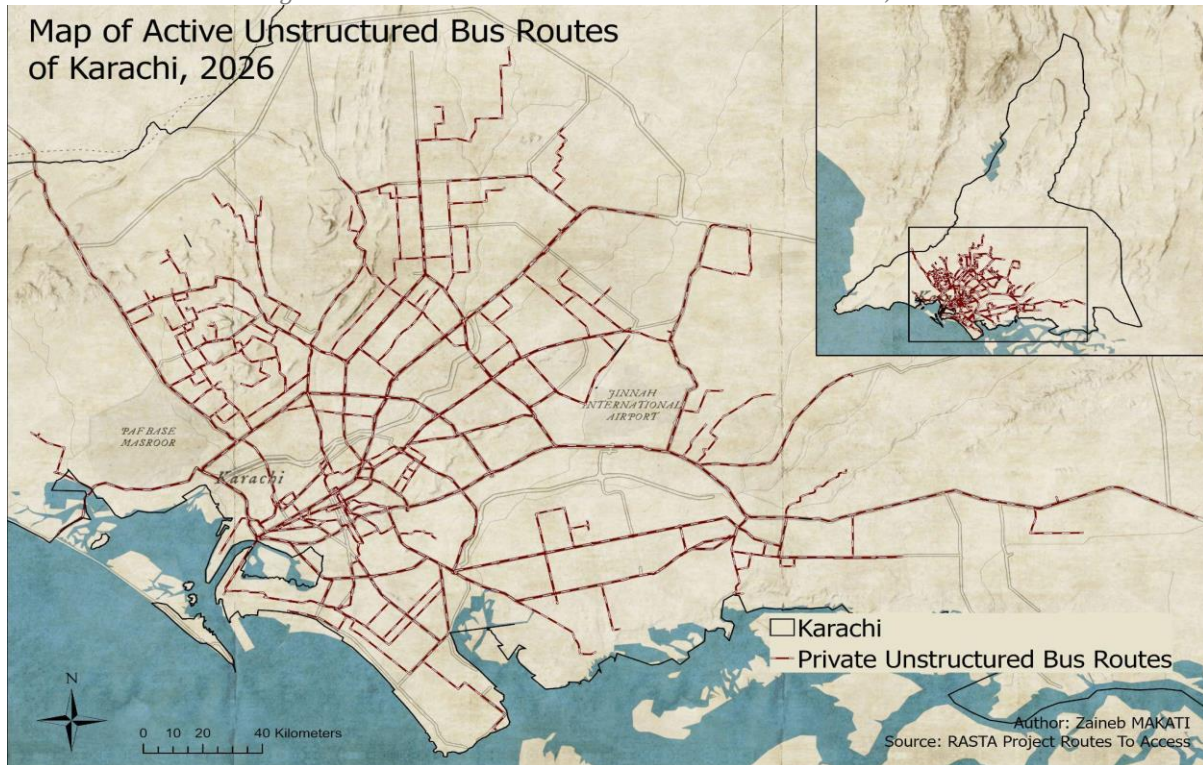 Map of Active Unstructured Bus Routes
of Karachi, 2026
JINNAH
INTERNATIONAL
AIRPORT
PAF BASE
MASROOR
Karachi
Karachi
Private Unstructured Bus Routes
N
0 10 20 40 Kilometers
Author: Zaineb MAKATI
Source: RASTA Project Routes To Access